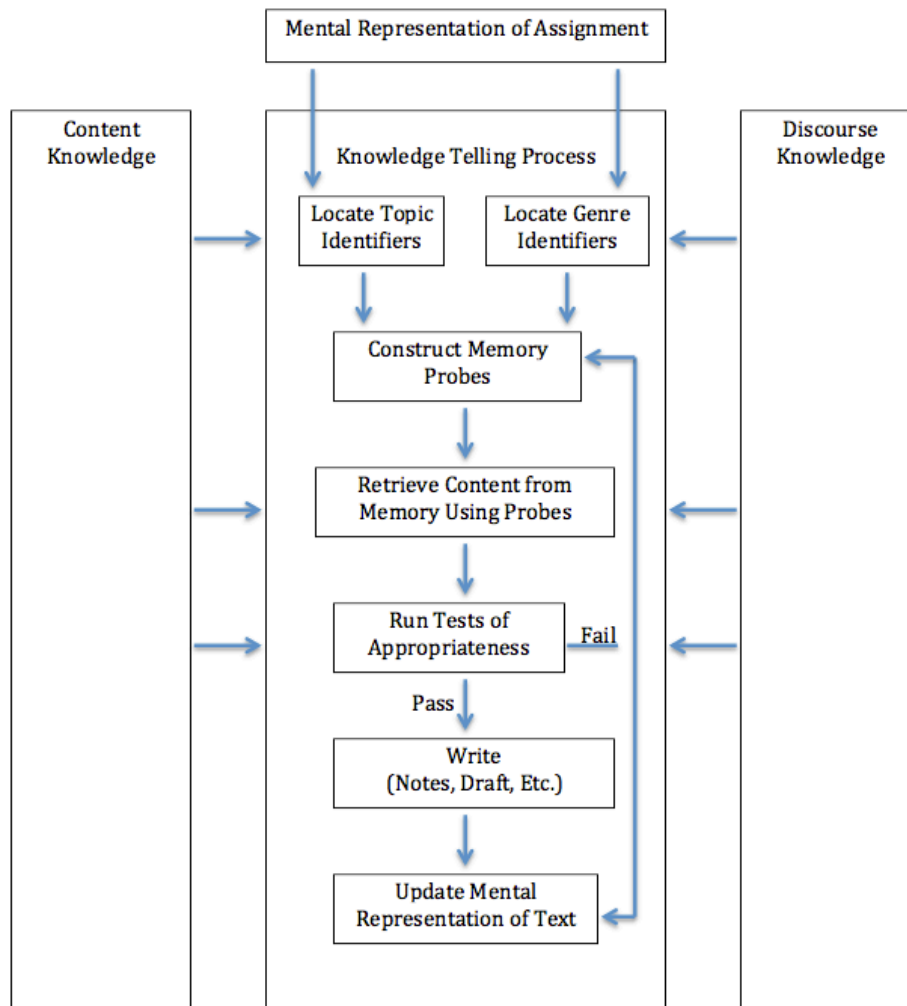 Mental Representation of Assignment
Content
Knowledge
Discourse
Knowledge
Knowledge Telling Process
Locate Topic
Identifiers
Locate Genre
Identifiers
Construct Memory
Probes
Retrieve Content from
Memory Using Probes
Run Tests of
Appropriateness
Fail
Pass
Write
(Notes, Draft, Etc.)
Update Mental
Representation of Text